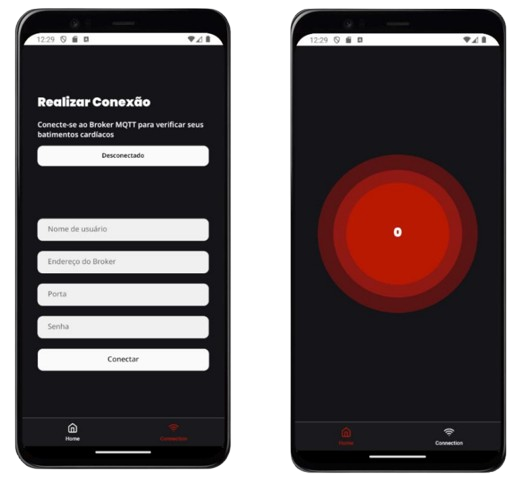 12:29
Realizar Conexão
Conecte-se ao Broker MQTT para verificar seus
batimentos cardíacos
Desconectado
Nome de usuário
Endereço do Broker
Porta
Senha
Conectar
Home
Connection
12:29
0
Home
Connection